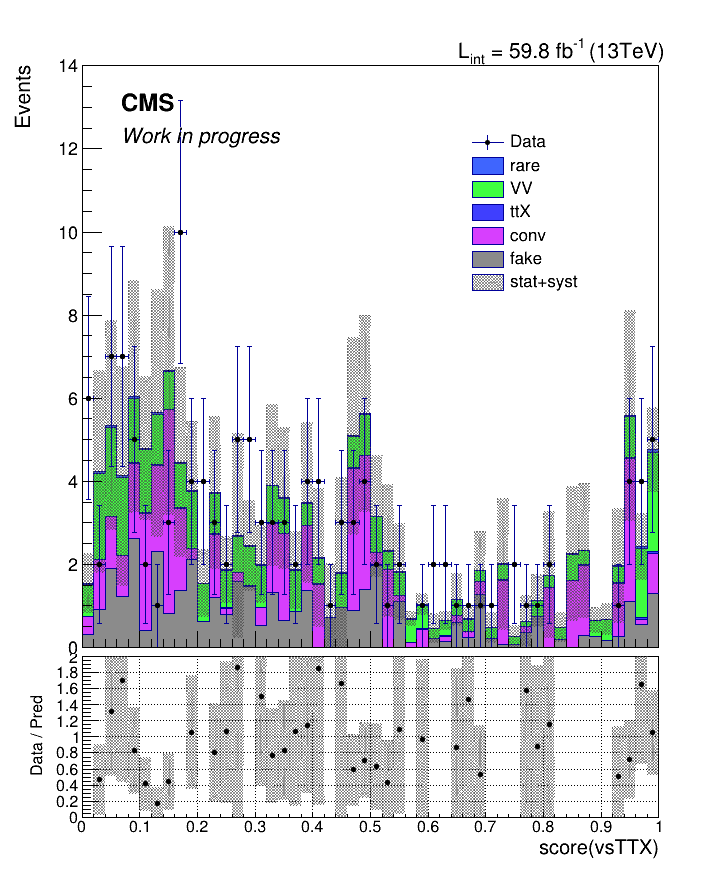 L_int = 59.8 fb⁻¹ (13TeV)
Events
14
12
10
8
6
4
2
0
CMS
Work in progress
Data
rare
VV
ttX
conv
fake
stat+syst
Data / Pred
2
1.8
1.6
1.4
1.2
1
0.8
0.6
0.4
0.2
0
0 0.1 0.2 0.3 0.4 0.5 0.6 0.7 0.8 0.9 1
score(vsTTX)